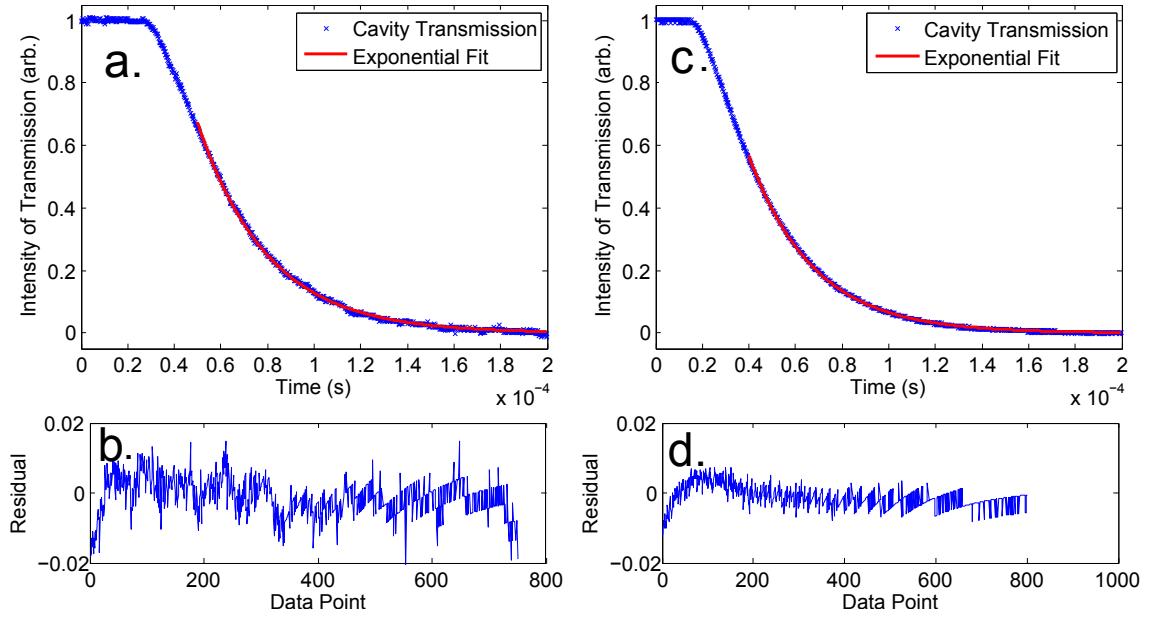 a.
Cavity Transmission
Exponential Fit
Intensity of Transmission (arb.)
1
0.8
0.6
0.4
0.2
0
0 0.2 0.4 0.6 0.8 1 1.2 1.4 1.6 1.8 2
Time (s)
x 10⁻⁴
c.
Cavity Transmission
Exponential Fit
Intensity of Transmission (arb.)
1
0.8
0.6
0.4
0.2
0
0 0.2 0.4 0.6 0.8 1 1.2 1.4 1.6 1.8 2
Time (s)
x 10⁻⁴
b.
Residual
0.02
0
−0.02
0 200 400 600 800
Data Point
d.
Residual
0.02
0
−0.02
0 200 400 600 800 1000
Data Point